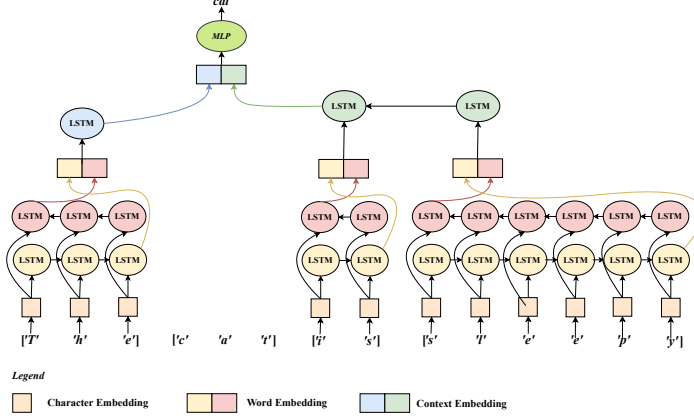 cat
MLP
LSTM LSTM
LSTM
LSTM LSTM LSTM LSTM LSTM LSTM LSTM LSTM LSTM LSTM LSTM
LSTM LSTM LSTM LSTM LSTM LSTM LSTM LSTM LSTM LSTM LSTM
['T' 'h' 'e'] ['c' 'a' 't'] ['i' 's'] ['s' 'l' 'e' 'e' 'p' 'y']
Legend
Character Embedding Word Embedding Context Embedding